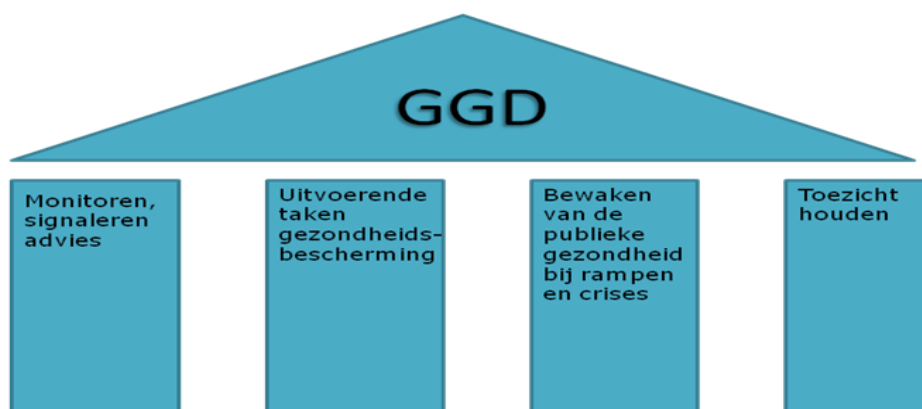 GGD
Monitoren,
signaleren
advies
Uitvoerende
taken
gezondheids-
bescherming
Bewaken
van de
publieke
gezondheid
bij rampen
en crises
Toezicht
houden